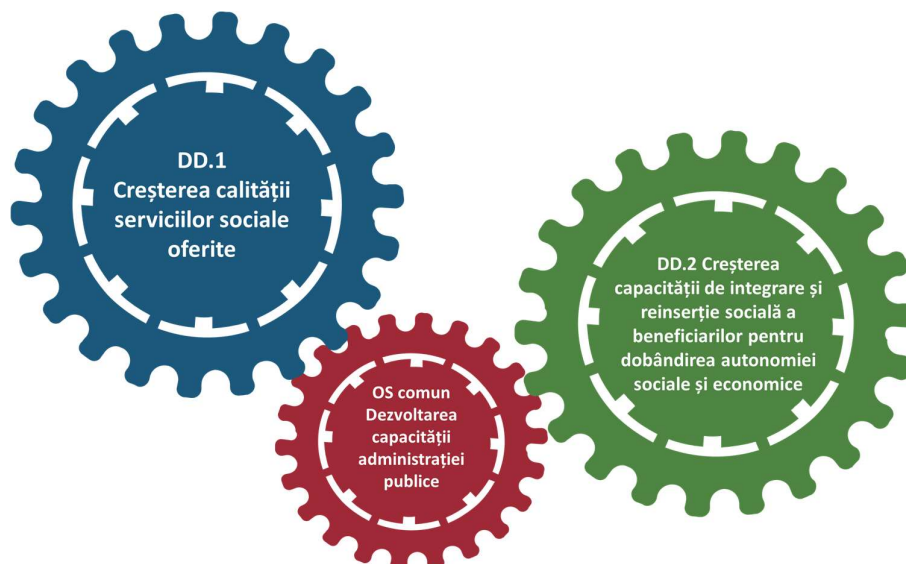 DD.1
Creșterea calității
serviciilor sociale
oferite
DD.2 Creșterea
capacității de integrare și
reinserție socială a
beneficiarilor pentru
dobândirea autonomiei
sociale și economice
OS comun
Dezvoltarea
capacității
administrației
publice